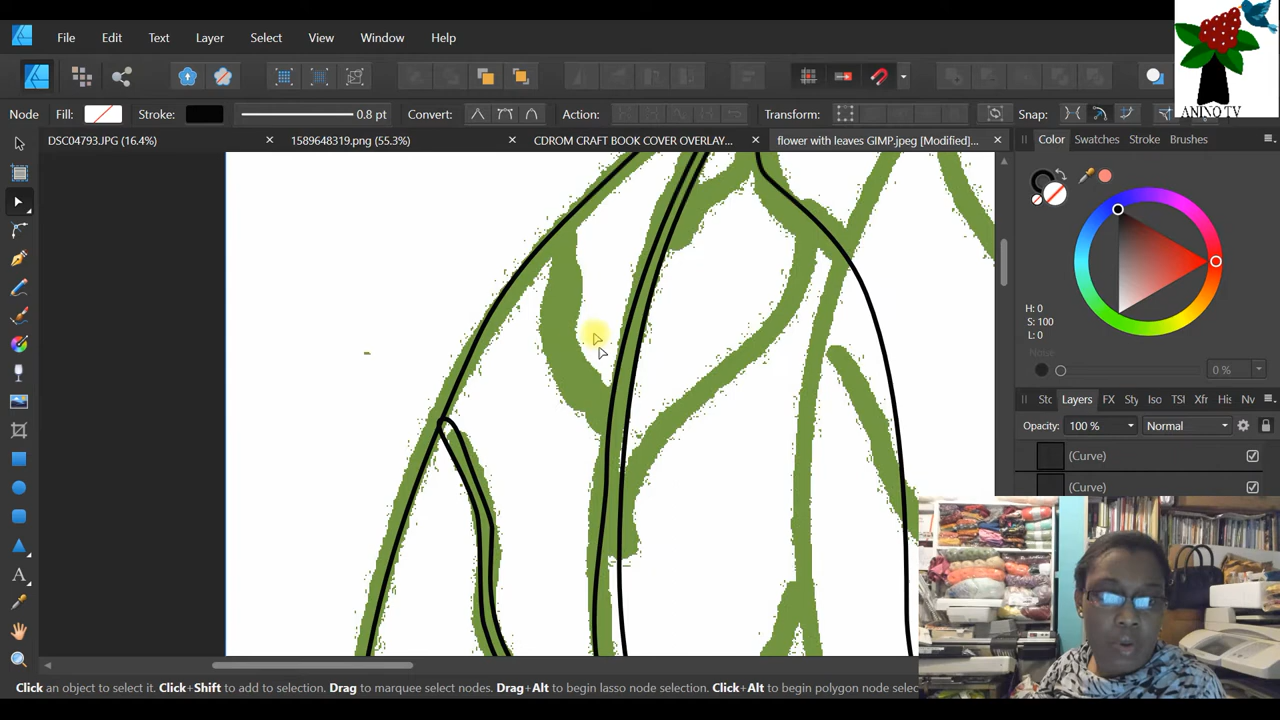 File Edit Text Layer Select View Window Help
ANINO TV
Node Fill: Stroke: 0.8 pt Convert: Action: Transform: Snap:
DSC04793.JPG (16.4%) × 1589648319.png (55.3%) × CDROM CRAFT BOOK COVER OVERLAY... × flower with leaves GIMP.jpeg [Modified]... ×
Color Swatches Stroke Brushes
H: 0
S: 100
L: 0
None
0 %
Stc Layers FX Sty Iso TSI Xfr His Nv
Opacity: 100 % Normal
(Curve)
(Curve)
Click an object to select it. Click+Shift to add to selection. Drag to marquee select nodes. Drag+Alt to begin lasso node selection. Click+Alt to begin polygon node selec